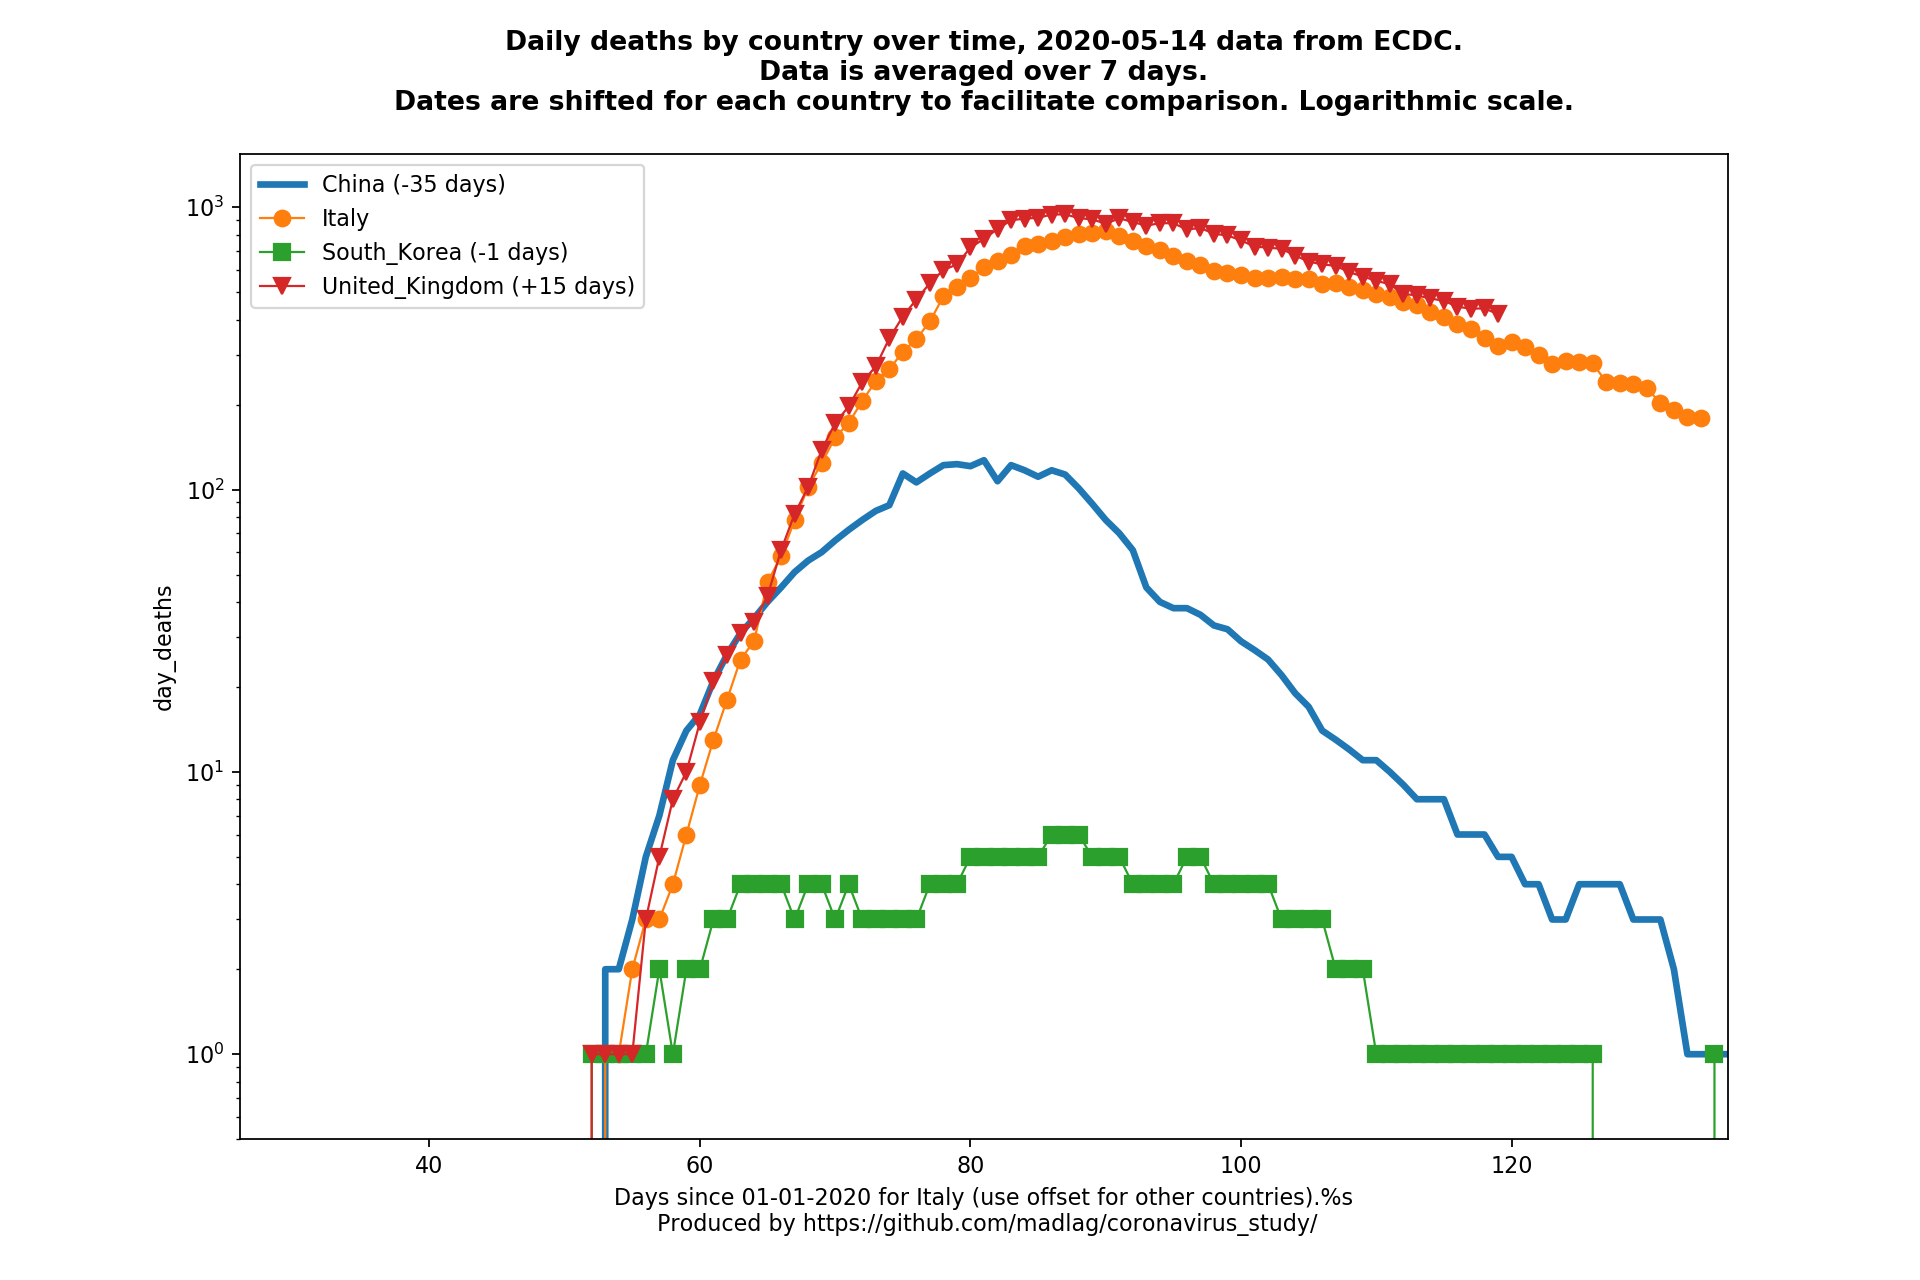 Daily deaths by country over time, 2020-05-14 data from ECDC.
Data is averaged over 7 days.
Dates are shifted for each country to facilitate comparison. Logarithmic scale.
China (-35 days)
Italy
South_Korea (-1 days)
United_Kingdom (+15 days)
10³
10²
10¹
10⁰
day_deaths
40 60 80 100 120
Days since 01-01-2020 for Italy (use offset for other countries).%s
Produced by https://github.com/madlag/coronavirus_study/